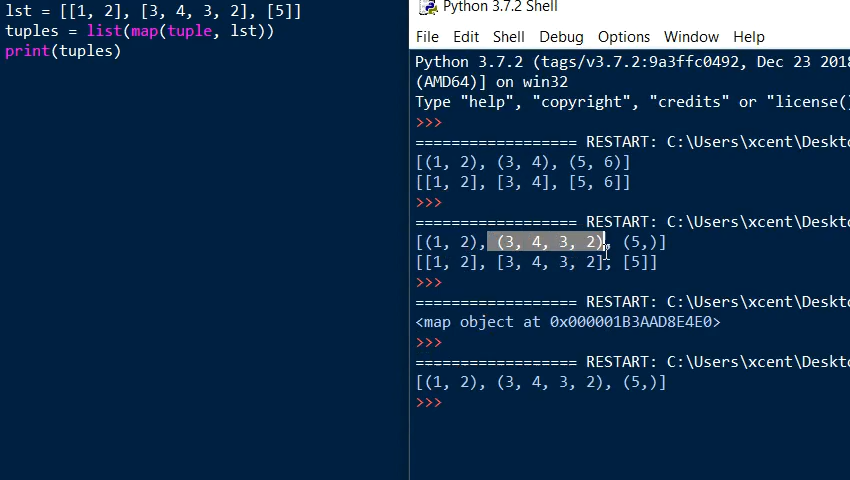 lst = [[1, 2], [3, 4, 3, 2], [5]]
tuples = list(map(tuple, lst))
print(tuples)
Python 3.7.2 Shell
File Edit Shell Debug Options Window Help
Python 3.7.2 (tags/v3.7.2:9a3ffc0492, Dec 23 2018
(AMD64)] on win32
Type "help", "copyright", "credits" or "license()
>>>
================== RESTART: C:\Users\xcent\Deskto
[(1, 2), (3, 4), (5, 6)]
[[1, 2], [3, 4], [5, 6]]
>>>
================== RESTART: C:\Users\xcent\Deskto
[(1, 2), (3, 4, 3, 2), (5,)]
[[1, 2], [3, 4, 3, 2], [5]]
>>>
================== RESTART: C:\Users\xcent\Deskto
<map object at 0x000001B3AAD8E4E0>
>>>
================== RESTART: C:\Users\xcent\Deskto
[(1, 2), (3, 4, 3, 2), (5,)]
>>>